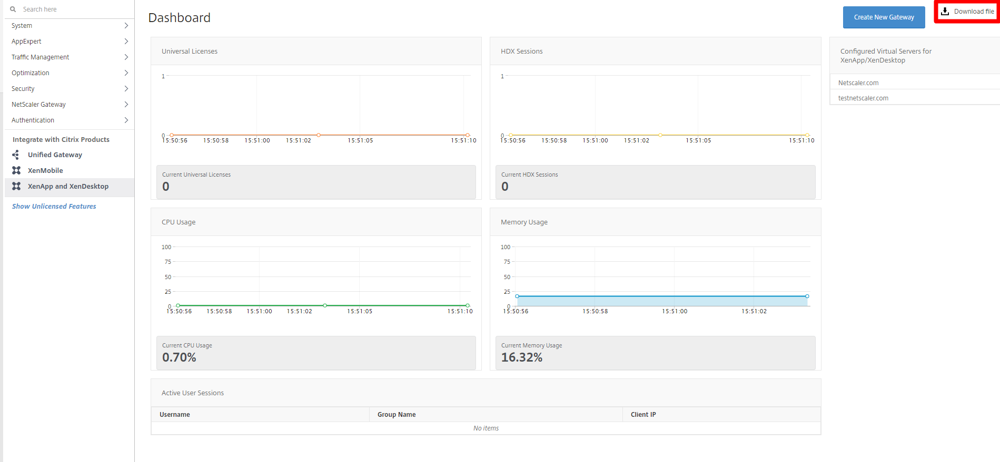 Search here
System
AppExpert
Traffic Management
Optimization
Security
NetScaler Gateway
Authentication
Integrate with Citrix Products
Unified Gateway
XenMobile
XenApp and XenDesktop
Show Unlicensed Features
Dashboard
Create New Gateway
Download file
Universal Licenses
1
0
15:50:56 15:50:58 15:51:00 15:51:02 15:51:05 15:51:10
Current Universal Licenses
0
HDX Sessions
1
0
15:50:56 15:50:58 15:51:00 15:51:02 15:51:05 15:51:10
Current HDX Sessions
0
Configured Virtual Servers for
XenApp/XenDesktop
Netscaler.com
testnetscaler.com
CPU Usage
100
75
50
25
0
15:50:56 15:50:58 15:51:00 15:51:02 15:51:05 15:51:10
Current CPU Usage
0.70%
Memory Usage
100
75
50
25
0
15:50:56 15:50:58 15:51:00 15:51:02
Current Memory Usage
16.32%
Active User Sessions
Username Group Name Client IP
No items